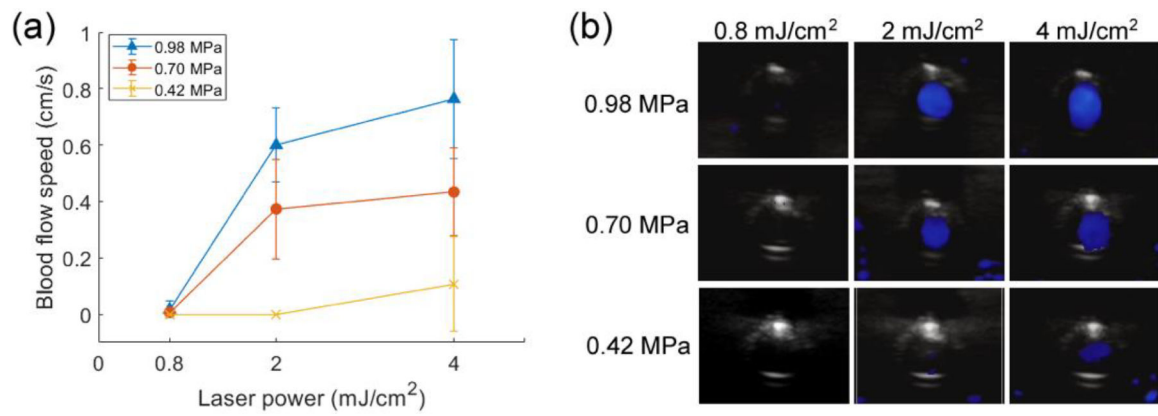 (a)
1
0.8
0.6
0.4
0.2
0
Blood flow speed (cm/s)
0.98 MPa
0.70 MPa
0.42 MPa
0 0.8 2 4
Laser power (mJ/cm²)
(b)
0.8 mJ/cm² 2 mJ/cm² 4 mJ/cm²
0.98 MPa
0.70 MPa
0.42 MPa